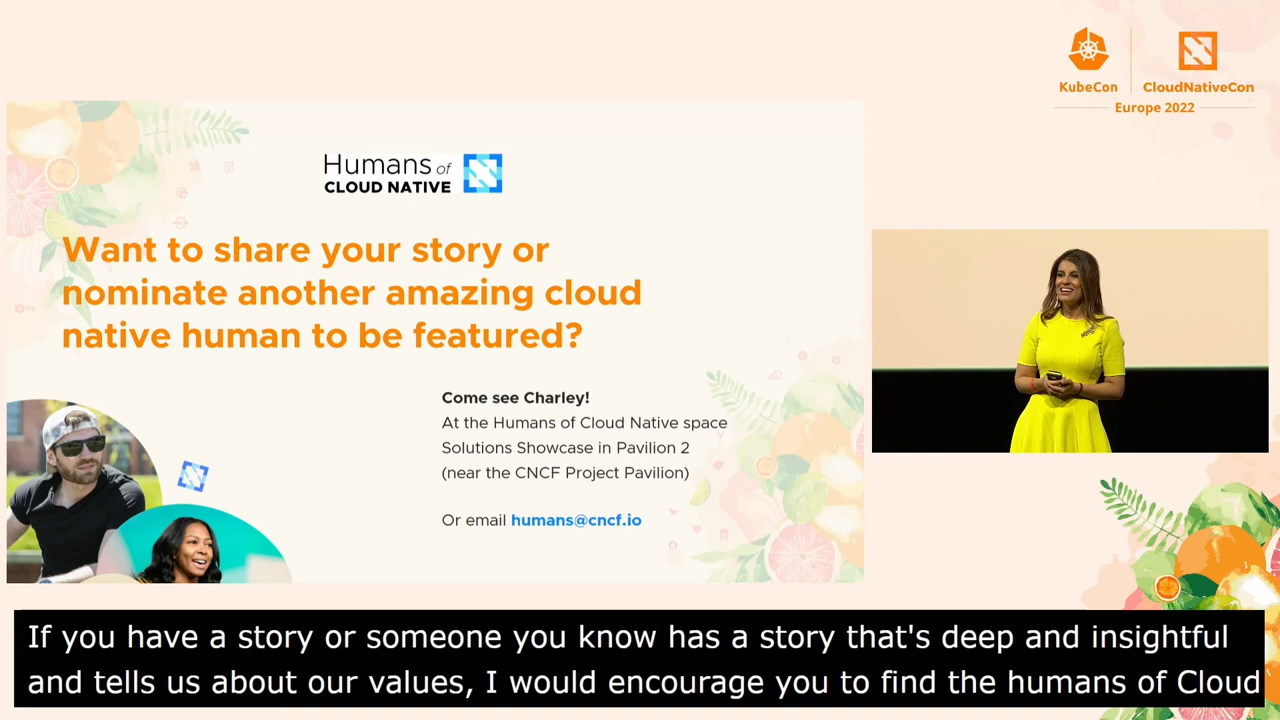 KubeCon
CloudNativeCon
Europe 2022
Humans of
CLOUD NATIVE
Want to share your story or
nominate another amazing cloud
native human to be featured?
Come see Charley!
At the Humans of Cloud Native space
Solutions Showcase in Pavilion 2
(near the CNCF Project Pavilion)
Or email humans@cncf.io
If you have a story or someone you know has a story that's deep and insightful
and tells us about our values, I would encourage you to find the humans of Cloud